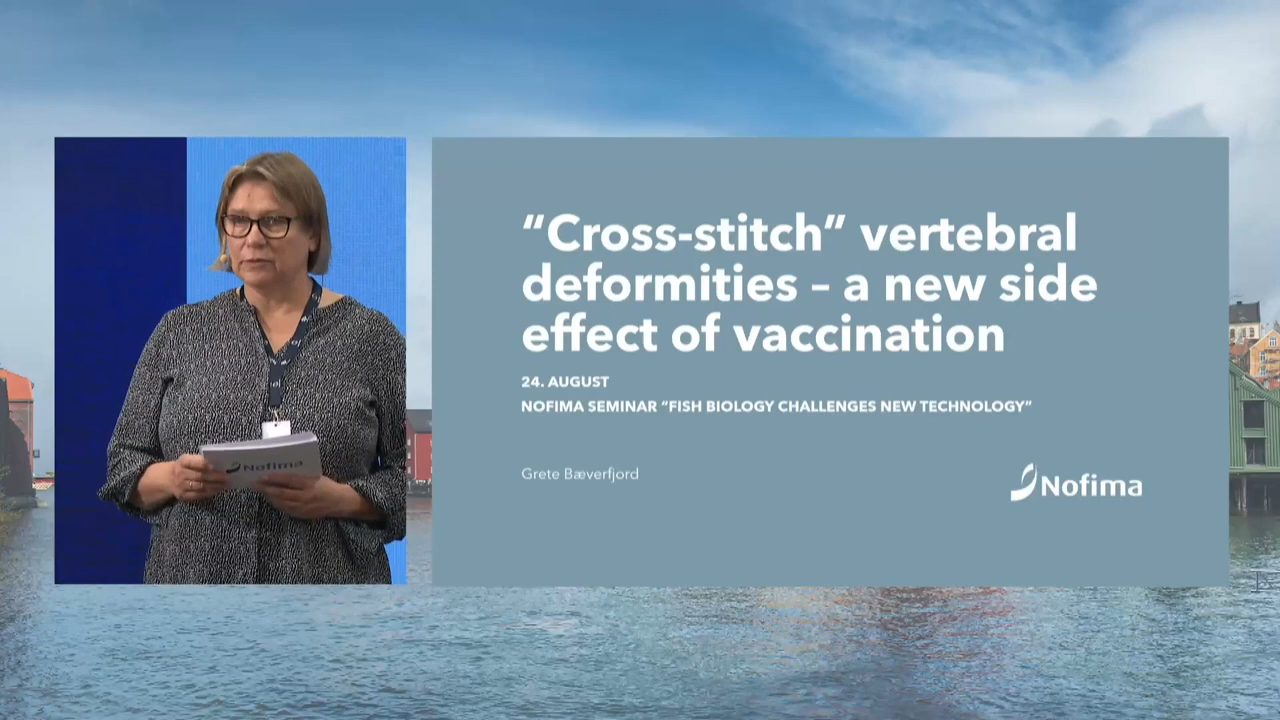 “Cross-stitch” vertebral
deformities – a new side
effect of vaccination
24. AUGUST
NOFIMA SEMINAR “FISH BIOLOGY CHALLENGES NEW TECHNOLOGY”
Grete Bæverfjord
Nofima
Nofima